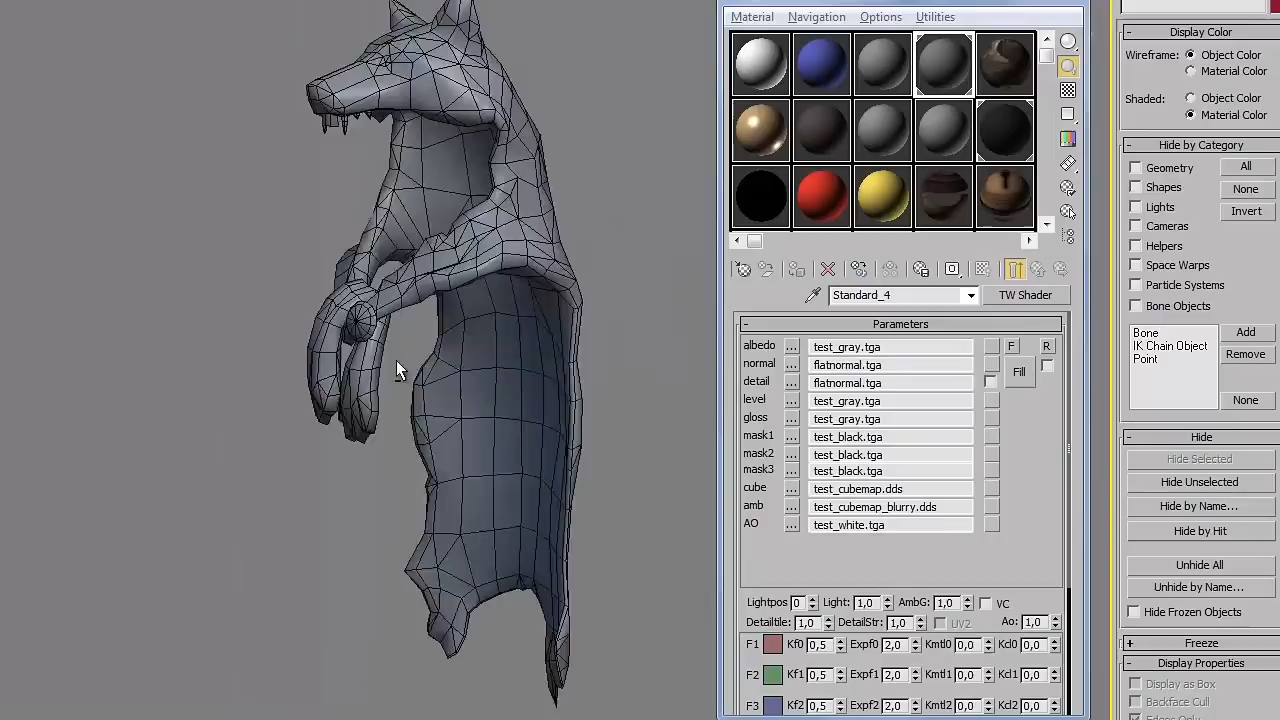 Material Navigation Options Utilities
Standard_4 TW Shader
- Parameters
albedo ... test_gray.tga F R
normal ... flatnormal.tga Fill
detail ... flatnormal.tga
level ... test_gray.tga
gloss ... test_gray.tga
mask1 ... test_black.tga
mask2 ... test_black.tga
mask3 ... test_black.tga
cube ... test_cubemap.dds
amb ... test_cubemap_blurry.dds
AO ... test_white.tga
Lightpos 0 Light: 1,0 AmbG: 1,0 VC
Detailtile: 1,0 DetailStr: 1,0 UV2 Ao: 1,0
F1 Kf0 0,5 Expf0 2,0 Kmtl0 0,0 Kcl0 0,0
F2 Kf1 0,5 Expf1 2,0 Kmtl1 0,0 Kcl1 0,0
F3 Kf2 0,5 Expf2 2,0 Kmtl2 0,0 Kcl2 0,0
- Display Color
Wireframe: Object Color
Material Color
Shaded: Object Color
Material Color
- Hide by Category
Geometry All
Shapes None
Lights Invert
Cameras
Helpers
Space Warps
Particle Systems
Bone Objects
Bone Add
IK Chain Object Remove
Point
None
- Hide
Hide Selected
Hide Unselected
Hide by Name...
Hide by Hit
Unhide All
Unhide by Name...
Hide Frozen Objects
+ Freeze
- Display Properties
Display as Box
Backface Cull